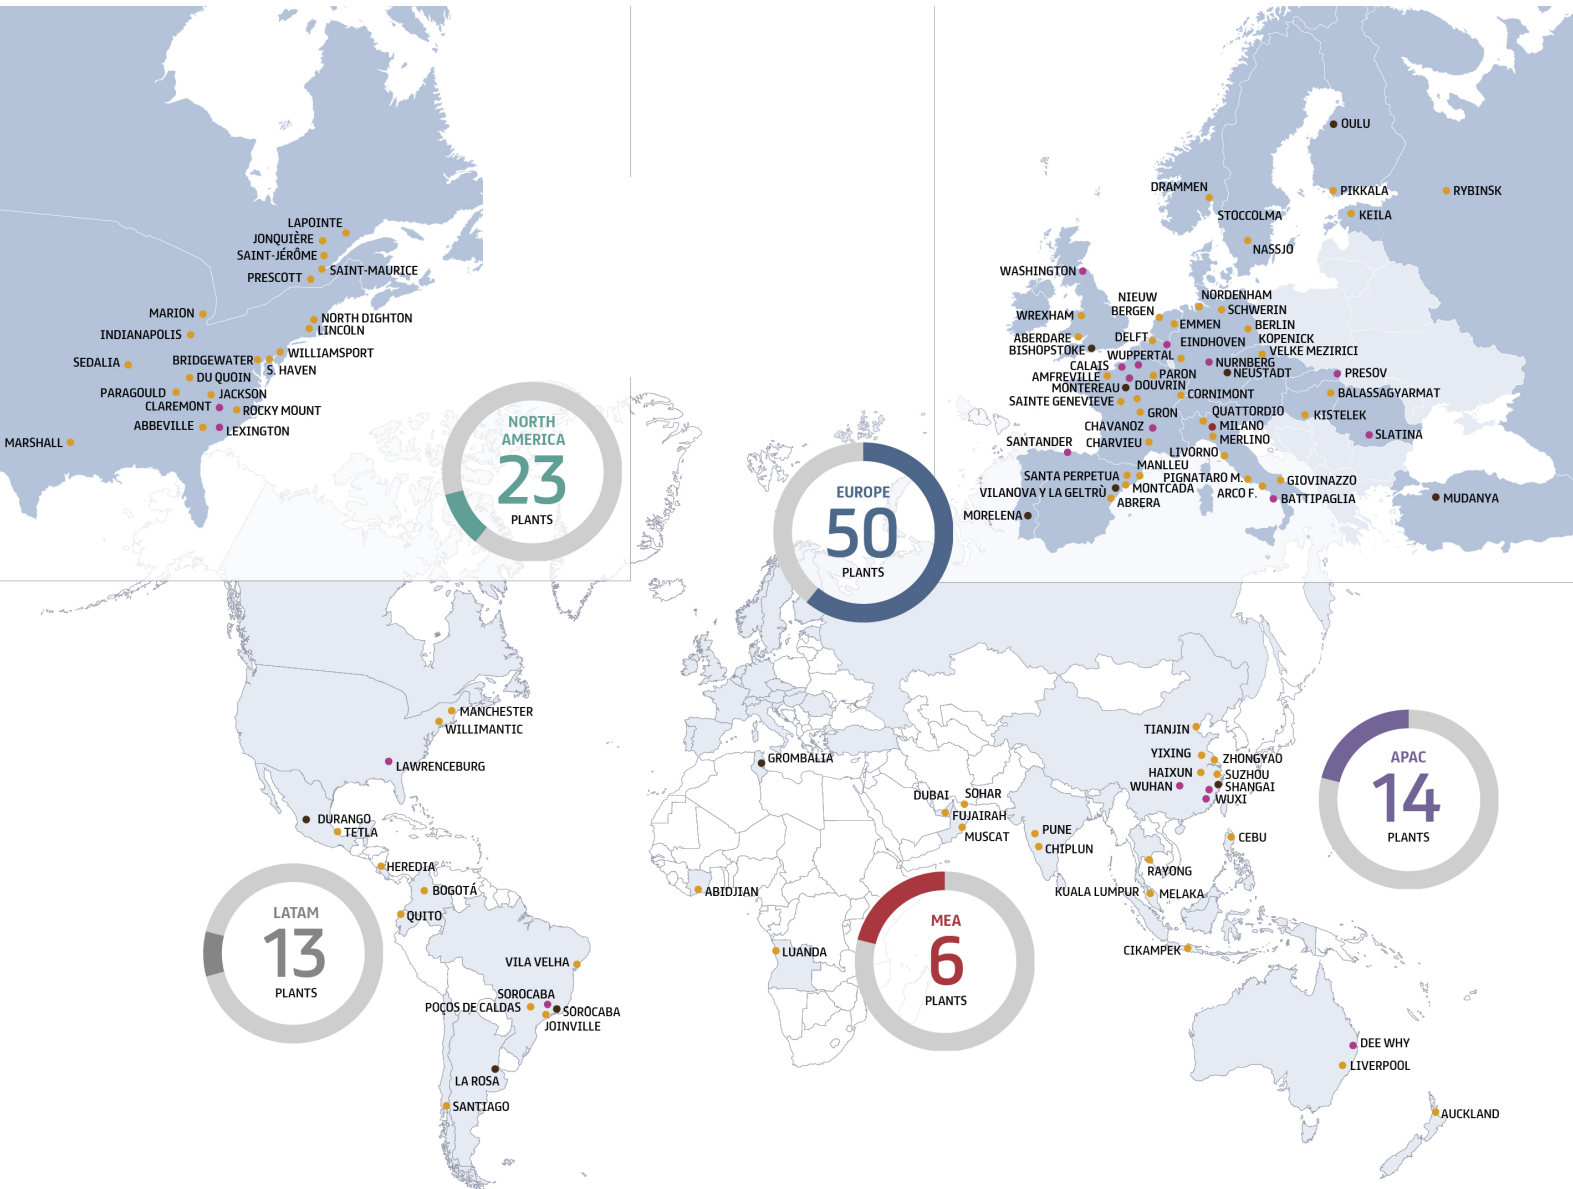 LAPOINTE
JONQUIÈRE
SAINT-JÉRÔME
SAINT-MAURICE
PRESCOTT
MARION
NORTH DIGHTON
LINCOLN
INDIANAPOLIS
WILLIAMSPORT
SEDALIA
BRIDGEWATER
S. HAVEN
DU QUOIN
PARAGOULD
JACKSON
CLAREMONT
ROCKY MOUNT
ABBEVILLE
LEXINGTON
MARSHALL
NORTH
AMERICA
23
PLANTS
EUROPE
50
PLANTS
OULU
DRAMMEN
PIKKALA
RYBINSK
STOCCOLMA
KEILA
NASSJO
WASHINGTON
NIEUW
BERGEN
NORDENHAM
SCHWERIN
WREXHAM
EMMEN
BERLIN
KOPENICK
ABERDARE
DELFT
EINDHOVEN
BISHOPSTOKE
WUPPERTAL
VELKE MEZIRICI
CALAIS
NURNBERG
AMFREVILLE
PARON
NEUSTADT
PRESOV
MONTEREAU
DOUVRIN
CORNIMONT
BALASSAGYARMAT
SAINTE GENEVIEVE
GRON
QUATTORDIO
KISTELEK
CHAVANOZ
MILANO
SLATINA
SANTANDER
CHARVIEU
MERLINO
LIVORNO
MANLLEU
SANTA PERPETUA
PIGNATARO M.
GIOVINAZZO
VILANOVA Y LA GELTRÙ
MONTCADA
ARCO F.
BATTIPAGLIA
MUDANYA
ABRERA
MORELENA
MANCHESTER
WILLIMANTIC
LAWRENCEBURG
DURANGO
TETLA
HEREDIA
BOGOTÁ
QUITO
LATAM
13
PLANTS
VILA VELHA
SOROCABA
POÇOS DE CALDAS
SOROCABA
JOINVILLE
LA ROSA
SANTIAGO
GROMBALIA
DUBAI
SOHAR
FUJAIRAH
MUSCAT
ABIDJIAN
LUANDA
MEA
6
PLANTS
TIANJIN
YIXING
ZHONGYAO
HAIXUN
SUZHOU
WUHAN
SHANGAI
WUXI
PUNE
CHIPLUN
CEBU
RAYONG
KUALA LUMPUR
MELAKA
CIKAMPEK
APAC
14
PLANTS
DEE WHY
LIVERPOOL
AUCKLAND